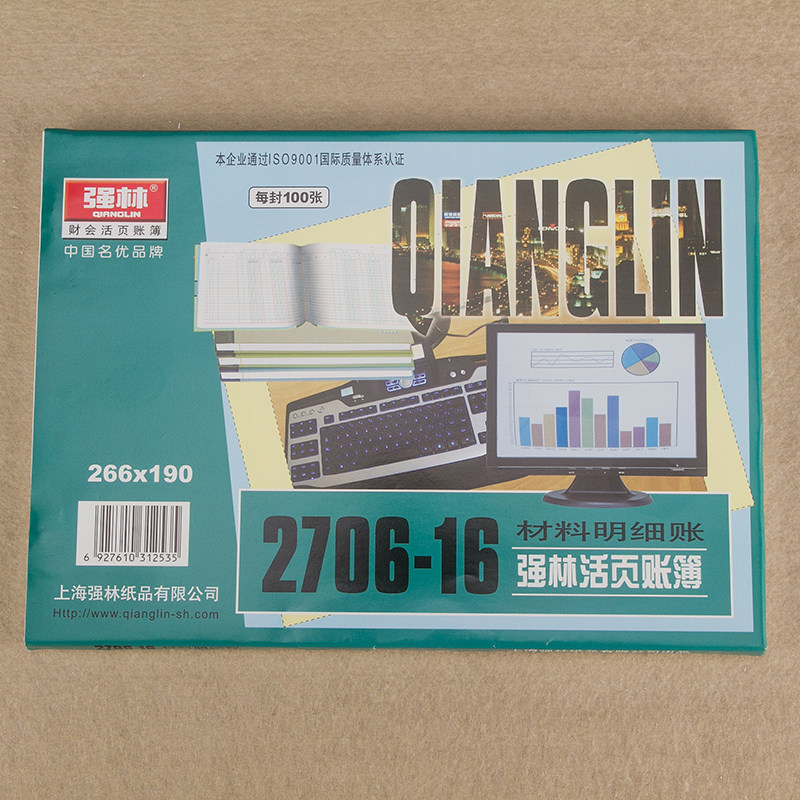 本企业通过ISO9001国际质量体系认证
强林®
QIANGLIN
财会活页账簿
中国名优品牌
每封100张
QIANGLIN
266x190
6 927610 312535
2706-16
材料明细账
强林活页账簿
上海强林纸品有限公司
Http://www.qianglin-sh.com
2706-16